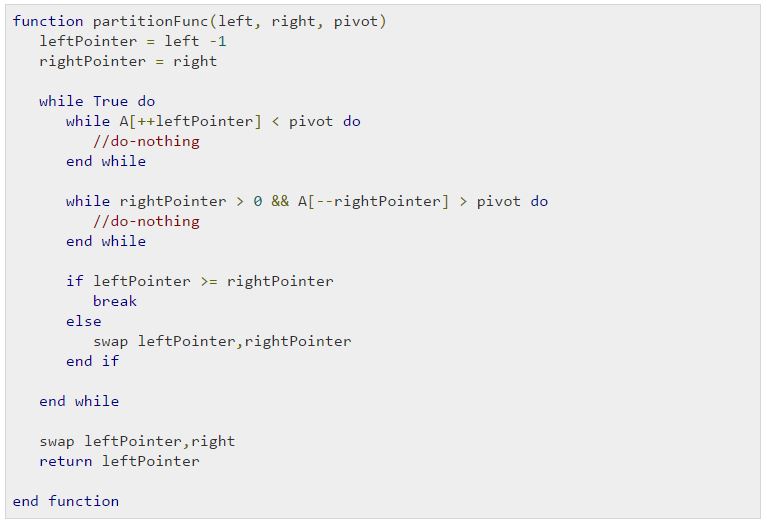 function partitionFunc(left, right, pivot)
   leftPointer = left -1
   rightPointer = right

   while True do
      while A[++leftPointer] < pivot do
         //do-nothing
      end while

      while rightPointer > 0 && A[--rightPointer] > pivot do
         //do-nothing
      end while

      if leftPointer >= rightPointer
         break
      else
         swap leftPointer,rightPointer
      end if

   end while

   swap leftPointer,right
   return leftPointer

end function